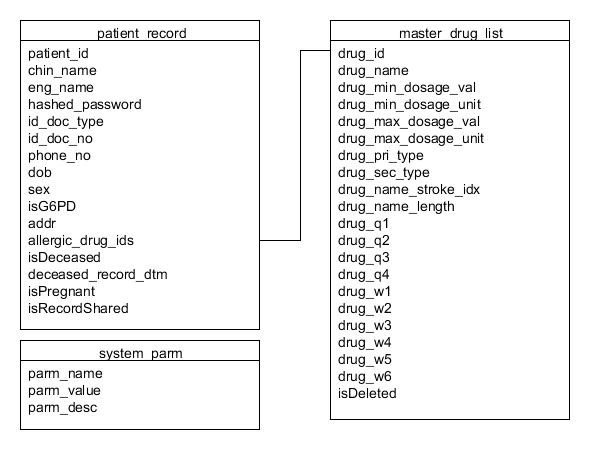 patient_record
patient_id
chin_name
eng_name
hashed_password
id_doc_type
id_doc_no
phone_no
dob
sex
isG6PD
addr
allergic_drug_ids
isDeceased
deceased_record_dtm
isPregnant
isRecordShared
system_parm
parm_name
parm_value
parm_desc
master_drug_list
drug_id
drug_name
drug_min_dosage_val
drug_min_dosage_unit
drug_max_dosage_val
drug_max_dosage_unit
drug_pri_type
drug_sec_type
drug_name_stroke_idx
drug_name_length
drug_q1
drug_q2
drug_q3
drug_q4
drug_w1
drug_w2
drug_w3
drug_w4
drug_w5
drug_w6
isDeleted